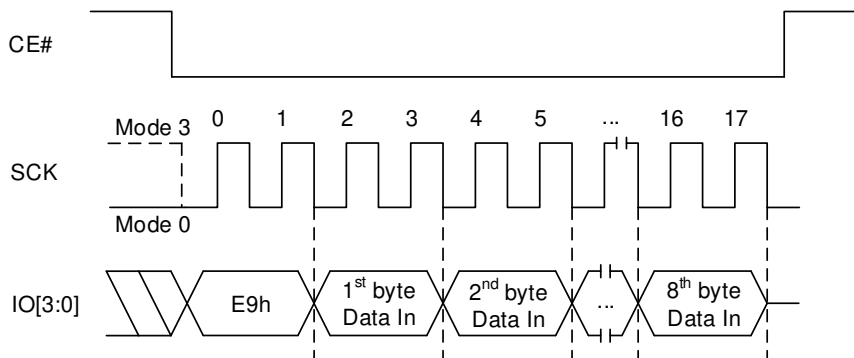 CE#
0 1 2 3 4 5 ... 16 17
Mode 3
SCK
Mode 0
IO[3:0]
E9h
1st byte
Data In
2nd byte
Data In
...
8th byte
Data In